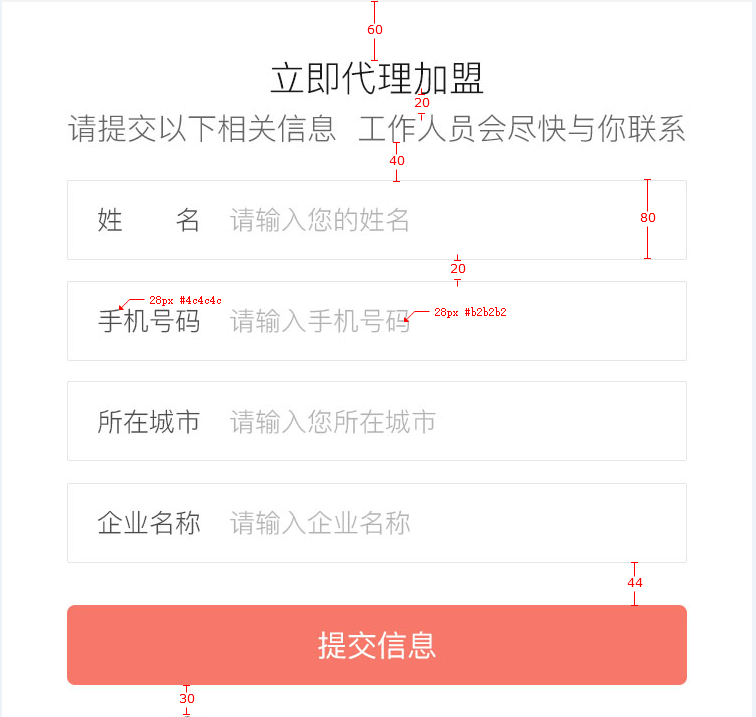 60
立即代理加盟
20
请提交以下相关信息 工作人员会尽快与你联系
40
姓 名 请输入您的姓名
80
20
28px #4c4c4c
28px #b2b2b2
手机号码 请输入手机号码
所在城市 请输入您所在城市
企业名称 请输入企业名称
44
提交信息
30